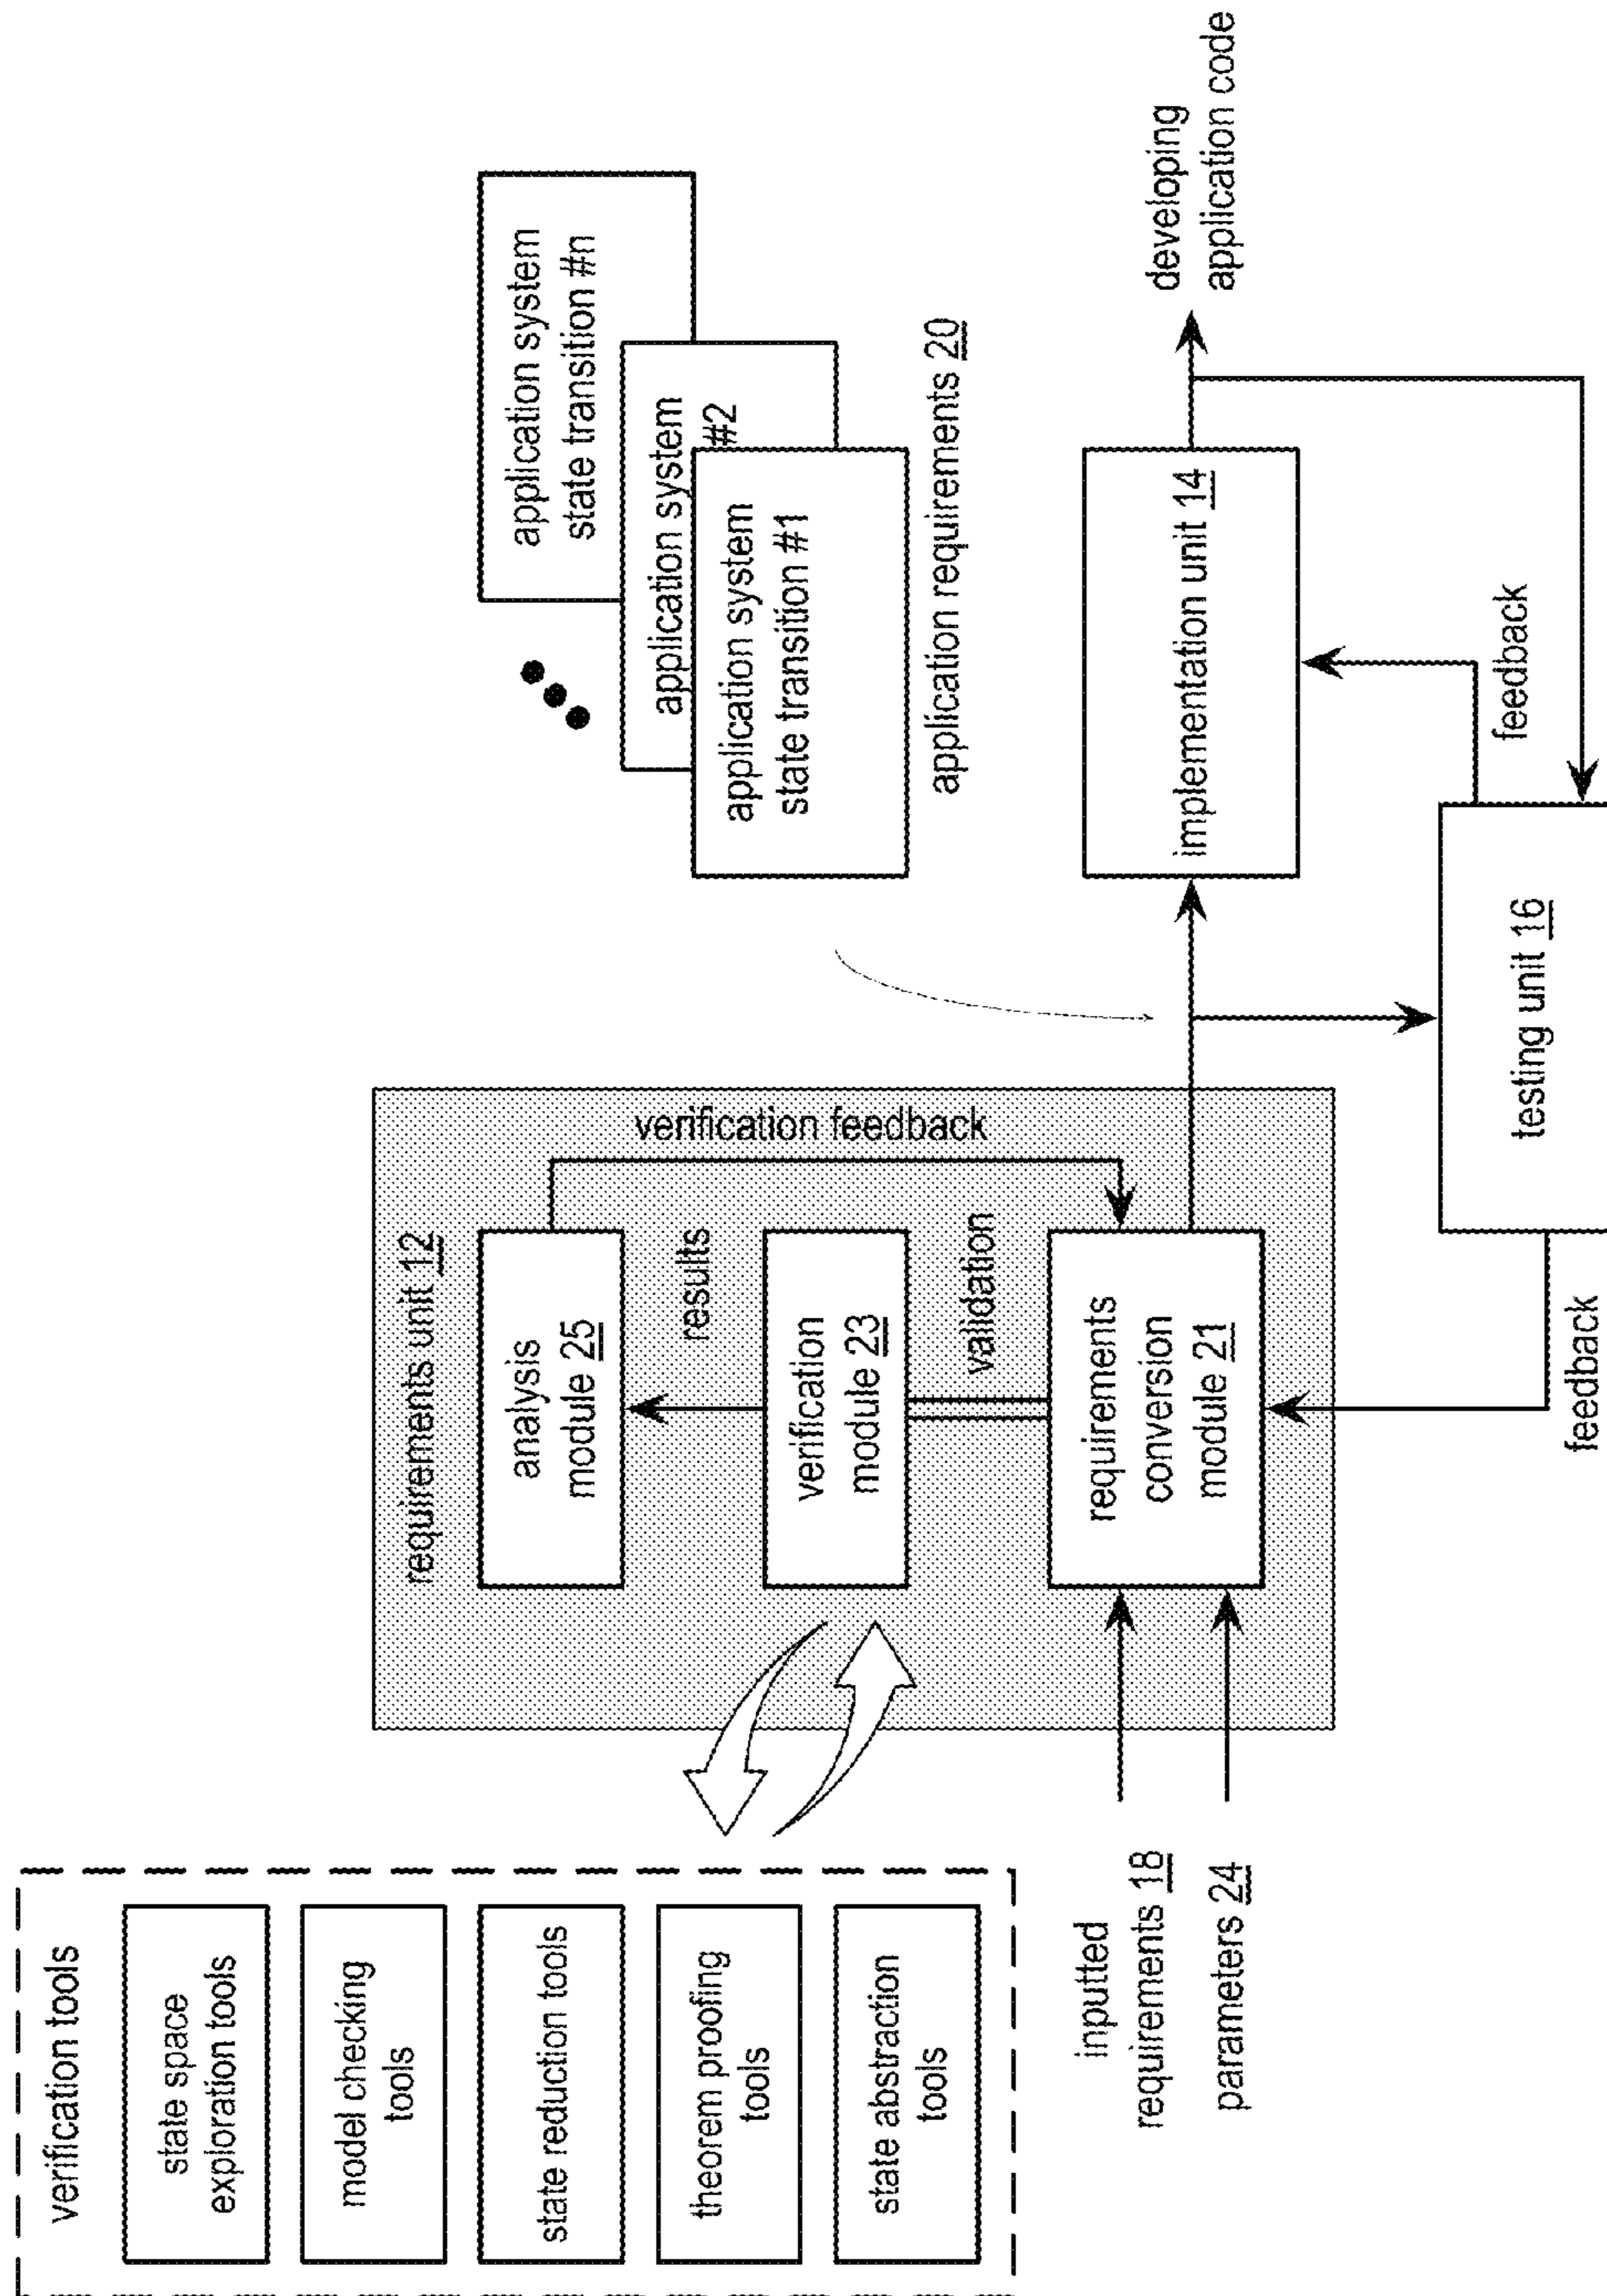 verification tools
state space
exploration tools
model checking
tools
state reduction tools
theorem proofing
tools
state abstraction
tools
inputted
requirements 18
parameters 24
requirements unit 12
analysis
module 25
results
verification
module 23
validation
requirements
conversion
module 21
verification feedback
feedback
application system
state transition #n
application system
#2
application system
state transition #1
application requirements 20
implementation unit 14
developing
application code
feedback
testing unit 16